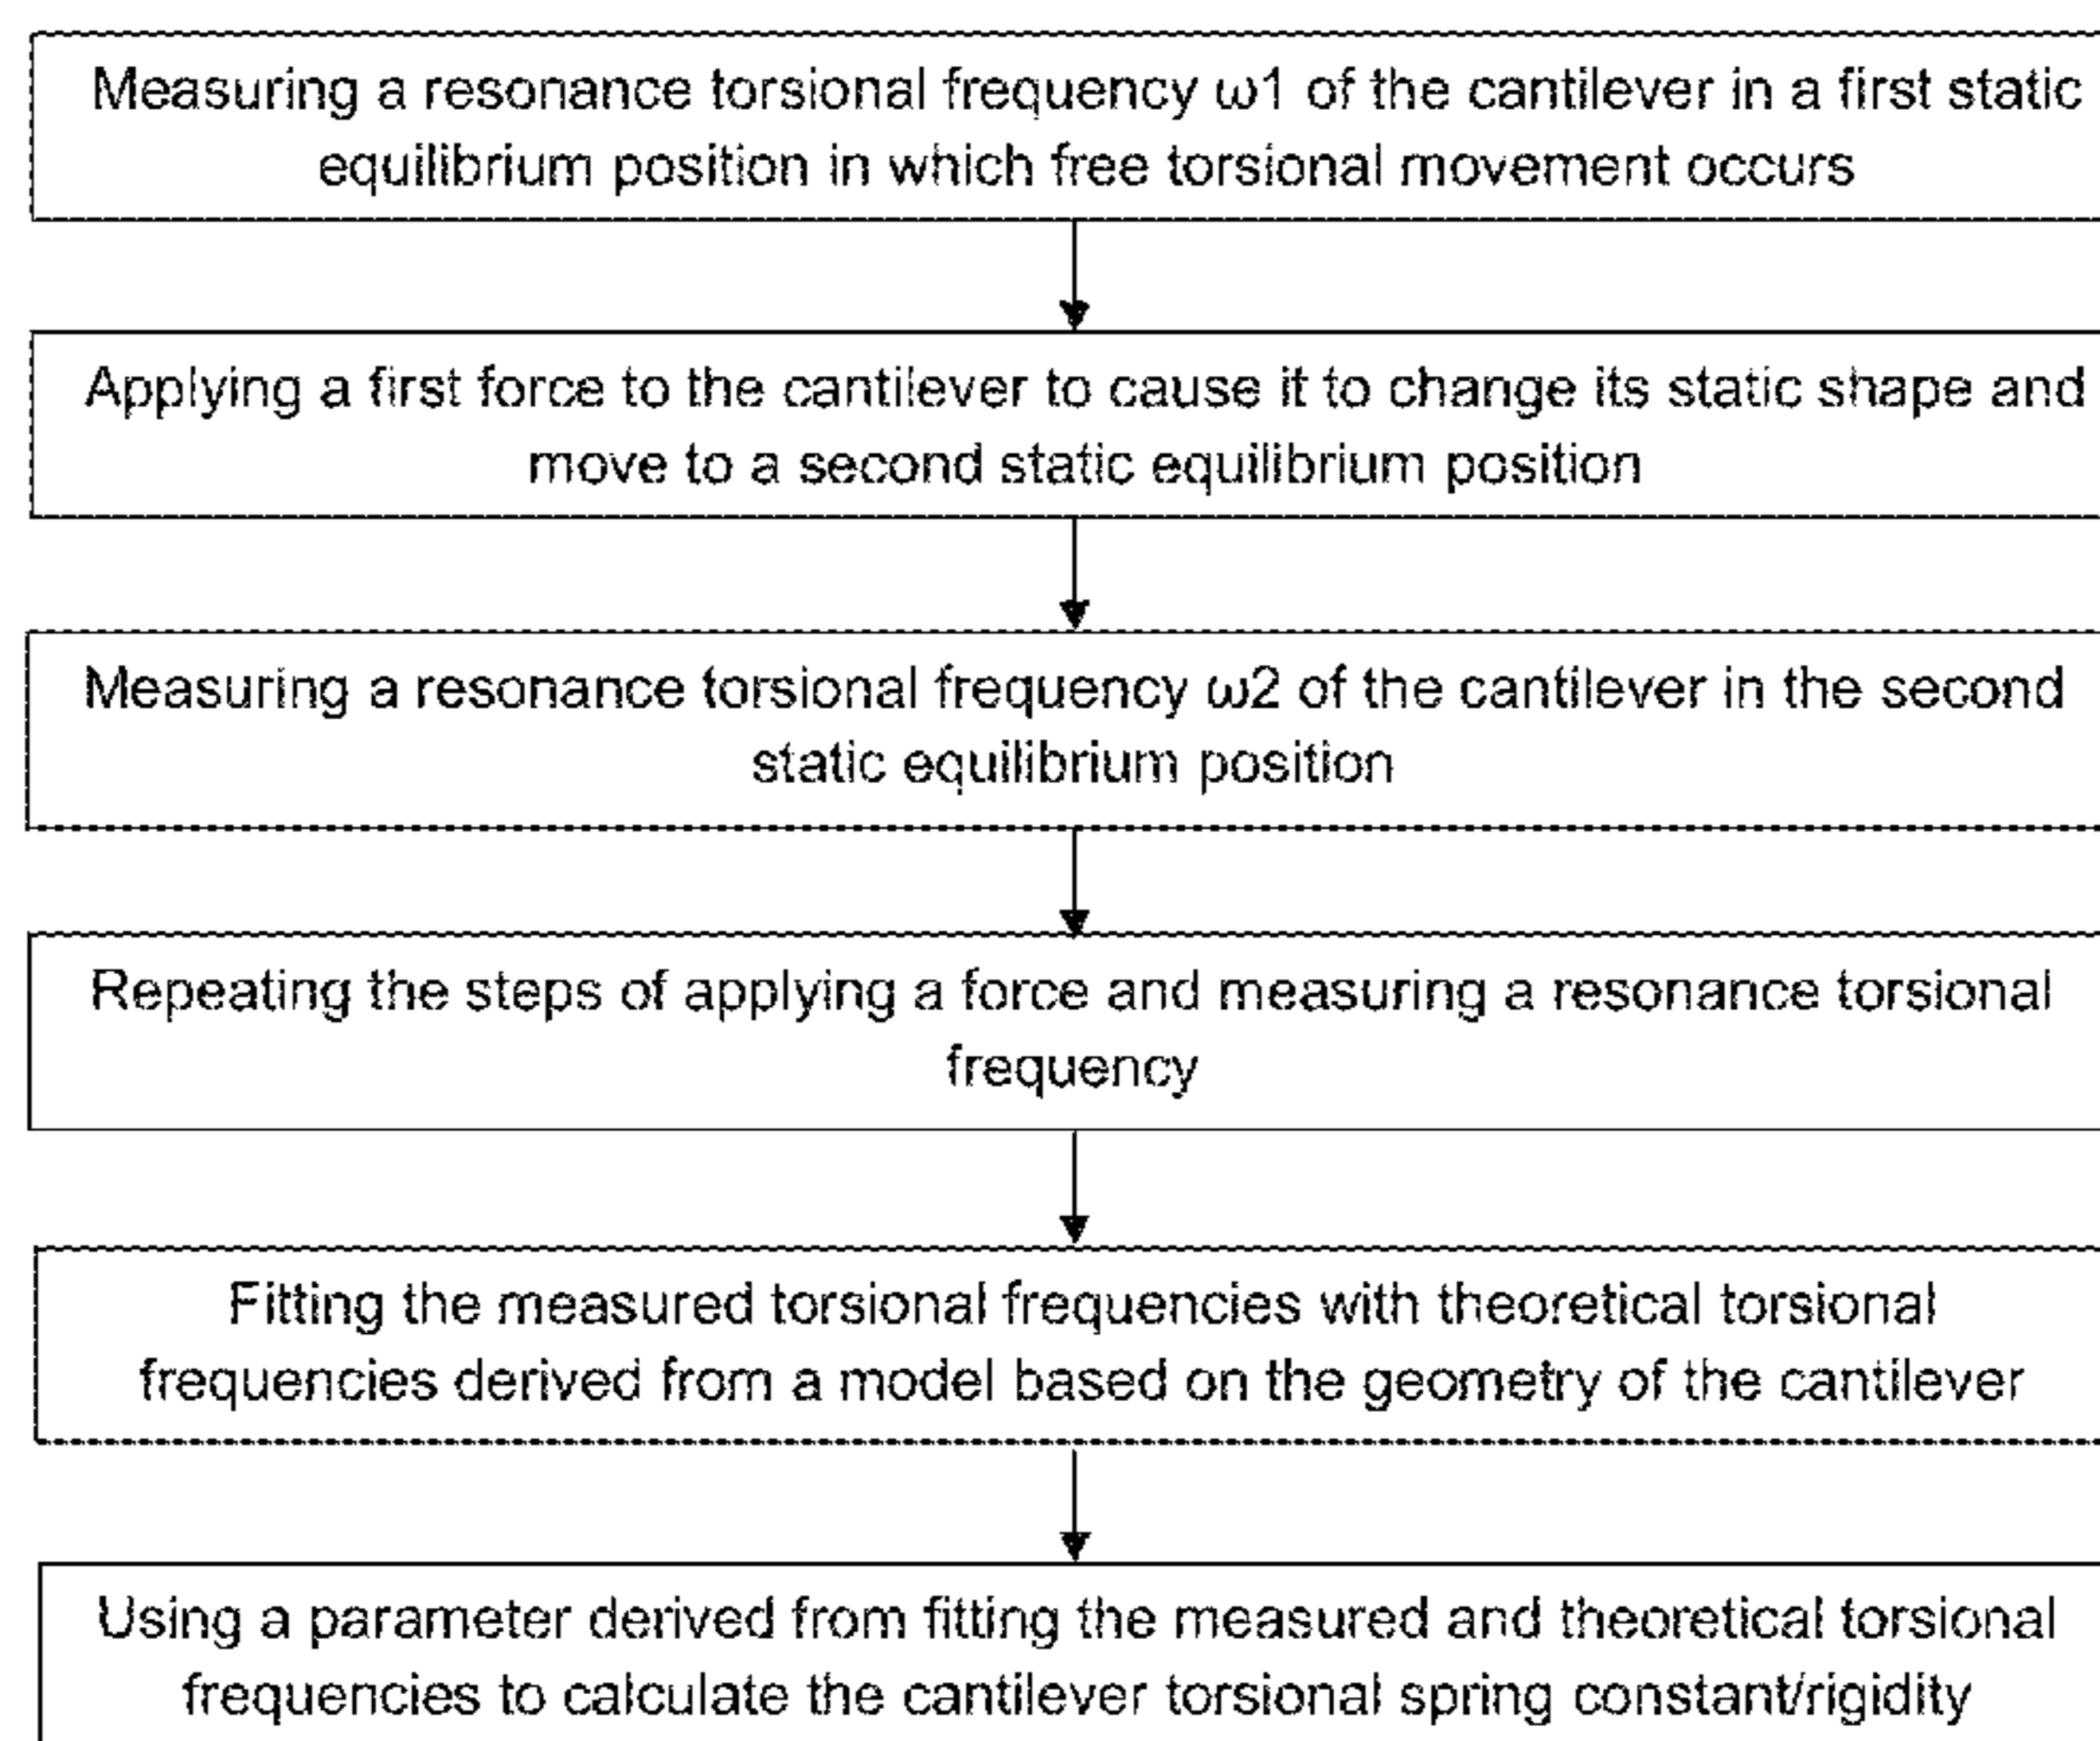 Measuring a resonance torsional frequency ω1 of the cantilever in a first static
equilibrium position in which free torsional movement occurs
Applying a first force to the cantilever to cause it to change its static shape and
move to a second static equilibrium position
Measuring a resonance torsional frequency ω2 of the cantilever in the second
static equilibrium position
Repeating the steps of applying a force and measuring a resonance torsional
frequency
Fitting the measured torsional frequencies with theoretical torsional
frequencies derived from a model based on the geometry of the cantilever
Using a parameter derived from fitting the measured and theoretical torsional
frequencies to calculate the cantilever torsional spring constant/rigidity